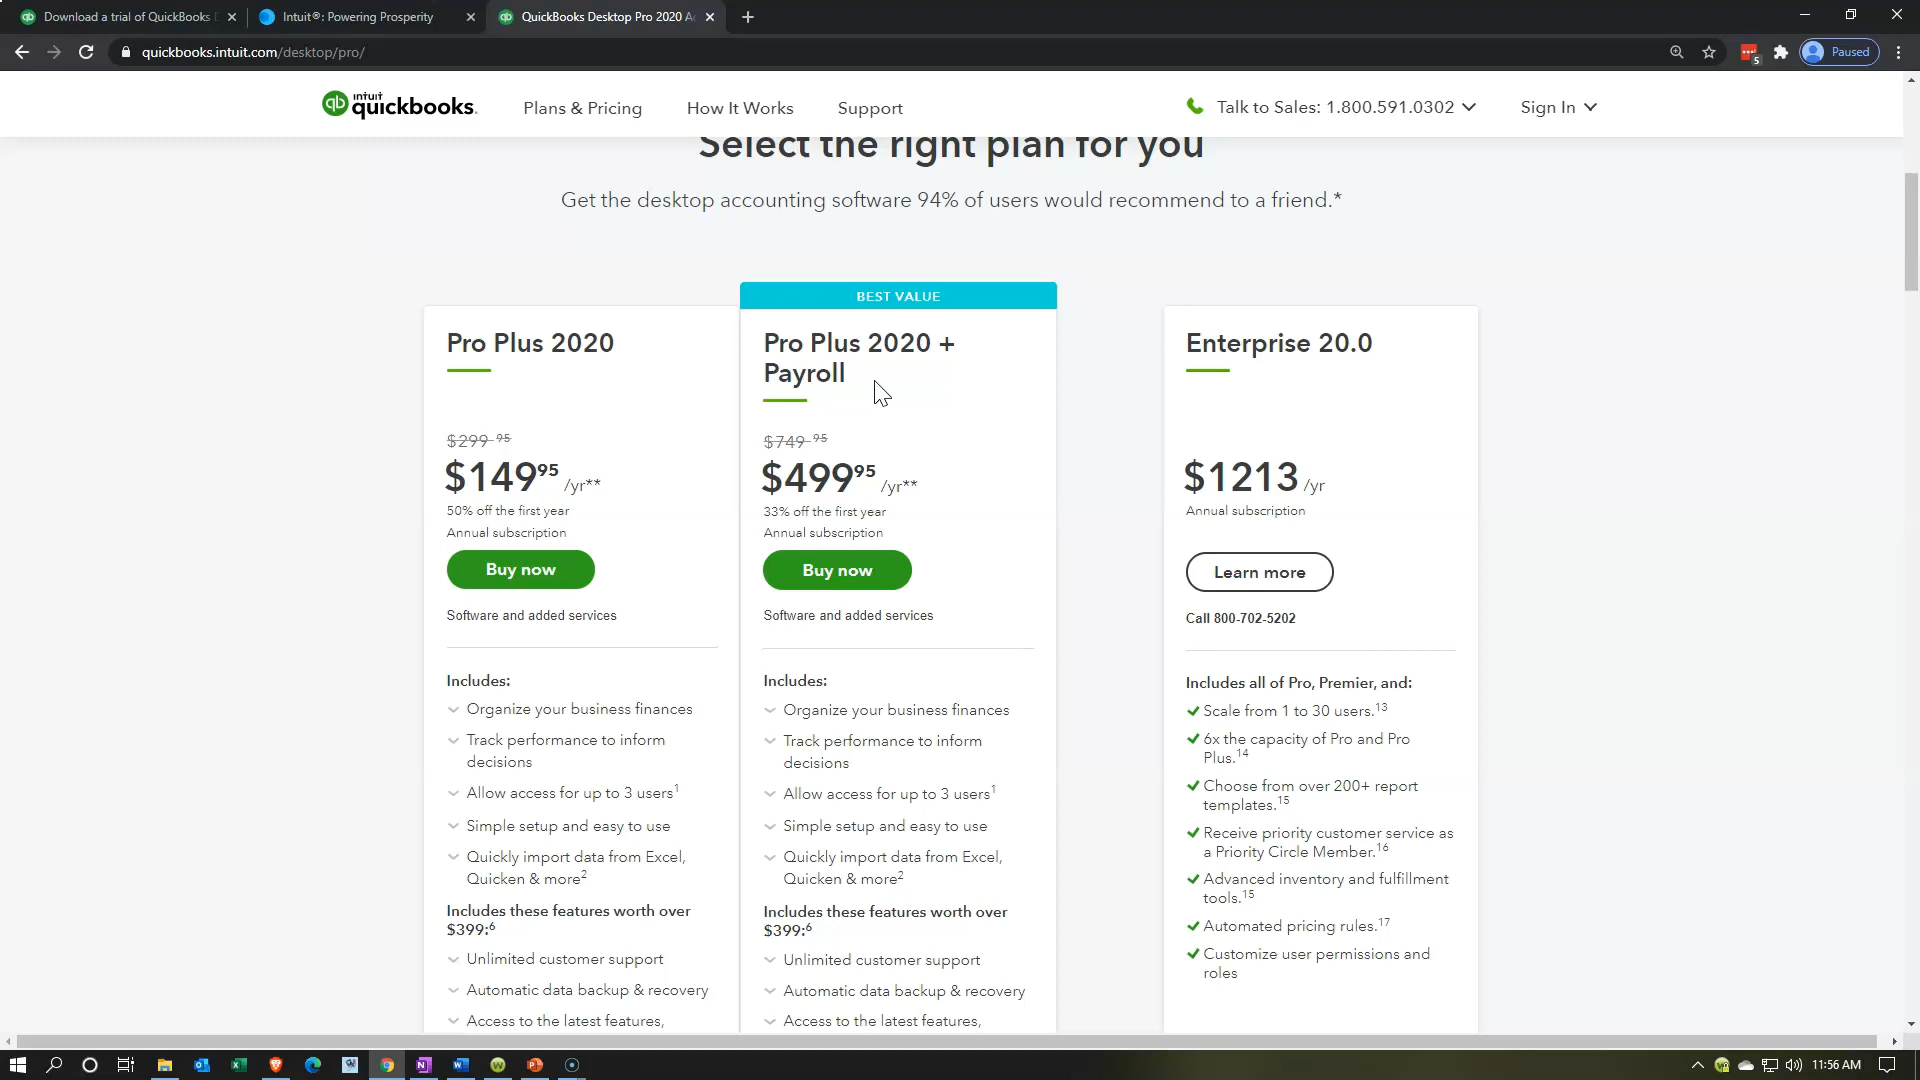 Download a trial of QuickBooks
Intuit®: Powering Prosperity
QuickBooks Desktop Pro 2020 Ac
quickbooks.intuit.com/desktop/pro/
5
Paused
intuit
quickbooks.
Plans & Pricing
How It Works
Support
Talk to Sales: 1.800.591.0302
Sign In
Select the right plan for you
Get the desktop accounting software 94% of users would recommend to a friend.*
Pro Plus 2020
$299 95
$149 95 /yr**
50% off the first year
Annual subscription
Buy now
Software and added services
Includes:
Organize your business finances
Track performance to inform
decisions
Allow access for up to 3 users1
Simple setup and easy to use
Quickly import data from Excel,
Quicken & more2
Includes these features worth over
$399:6
Unlimited customer support
Automatic data backup & recovery
Access to the latest features,
BEST VALUE
Pro Plus 2020 +
Payroll
$749 95
$499 95 /yr**
33% off the first year
Annual subscription
Buy now
Software and added services
Includes:
Organize your business finances
Track performance to inform
decisions
Allow access for up to 3 users1
Simple setup and easy to use
Quickly import data from Excel,
Quicken & more2
Includes these features worth over
$399:6
Unlimited customer support
Automatic data backup & recovery
Access to the latest features,
Enterprise 20.0
$1213 /yr
Annual subscription
Learn more
Call 800-702-5202
Includes all of Pro, Premier, and:
Scale from 1 to 30 users.13
6x the capacity of Pro and Pro
Plus.14
Choose from over 200+ report
templates.15
Receive priority customer service as
a Priority Circle Member.16
Advanced inventory and fulfillment
tools.15
Automated pricing rules.17
Customize user permissions and
roles
11:56 AM